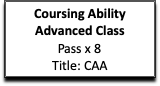 Coursing Ability
Advanced Class
Pass x 8
Title: CAA